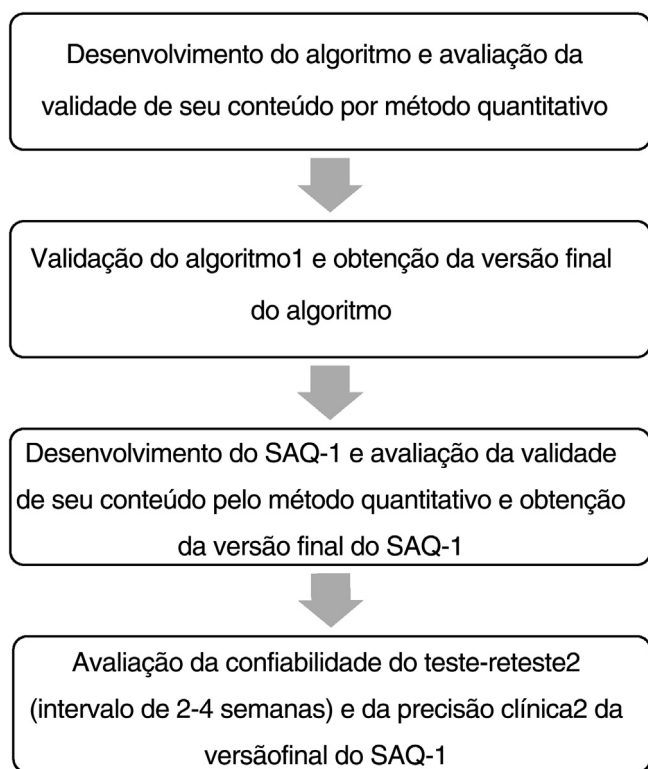 Desenvolvimento do algoritmo e avaliação da
validade de seu conteúdo por método quantitativo
Validação do algoritmo1 e obtenção da versão final
do algoritmo
Desenvolvimento do SAQ-1 e avaliação da validade
de seu conteúdo pelo método quantitativo e obtenção
da versão final do SAQ-1
Avaliação da confiabilidade do teste-reteste2
(intervalo de 2-4 semanas) e da precisão clínica2 da
versãofinal do SAQ-1